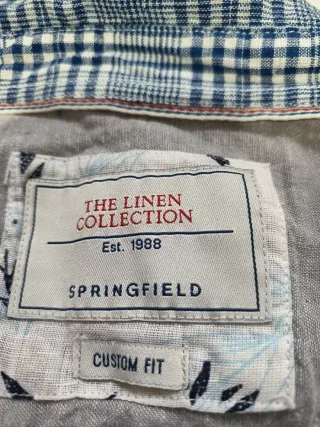 THE LINEN
COLLECTION
Est. 1988
SPRINGFIELD
CUSTOM FIT